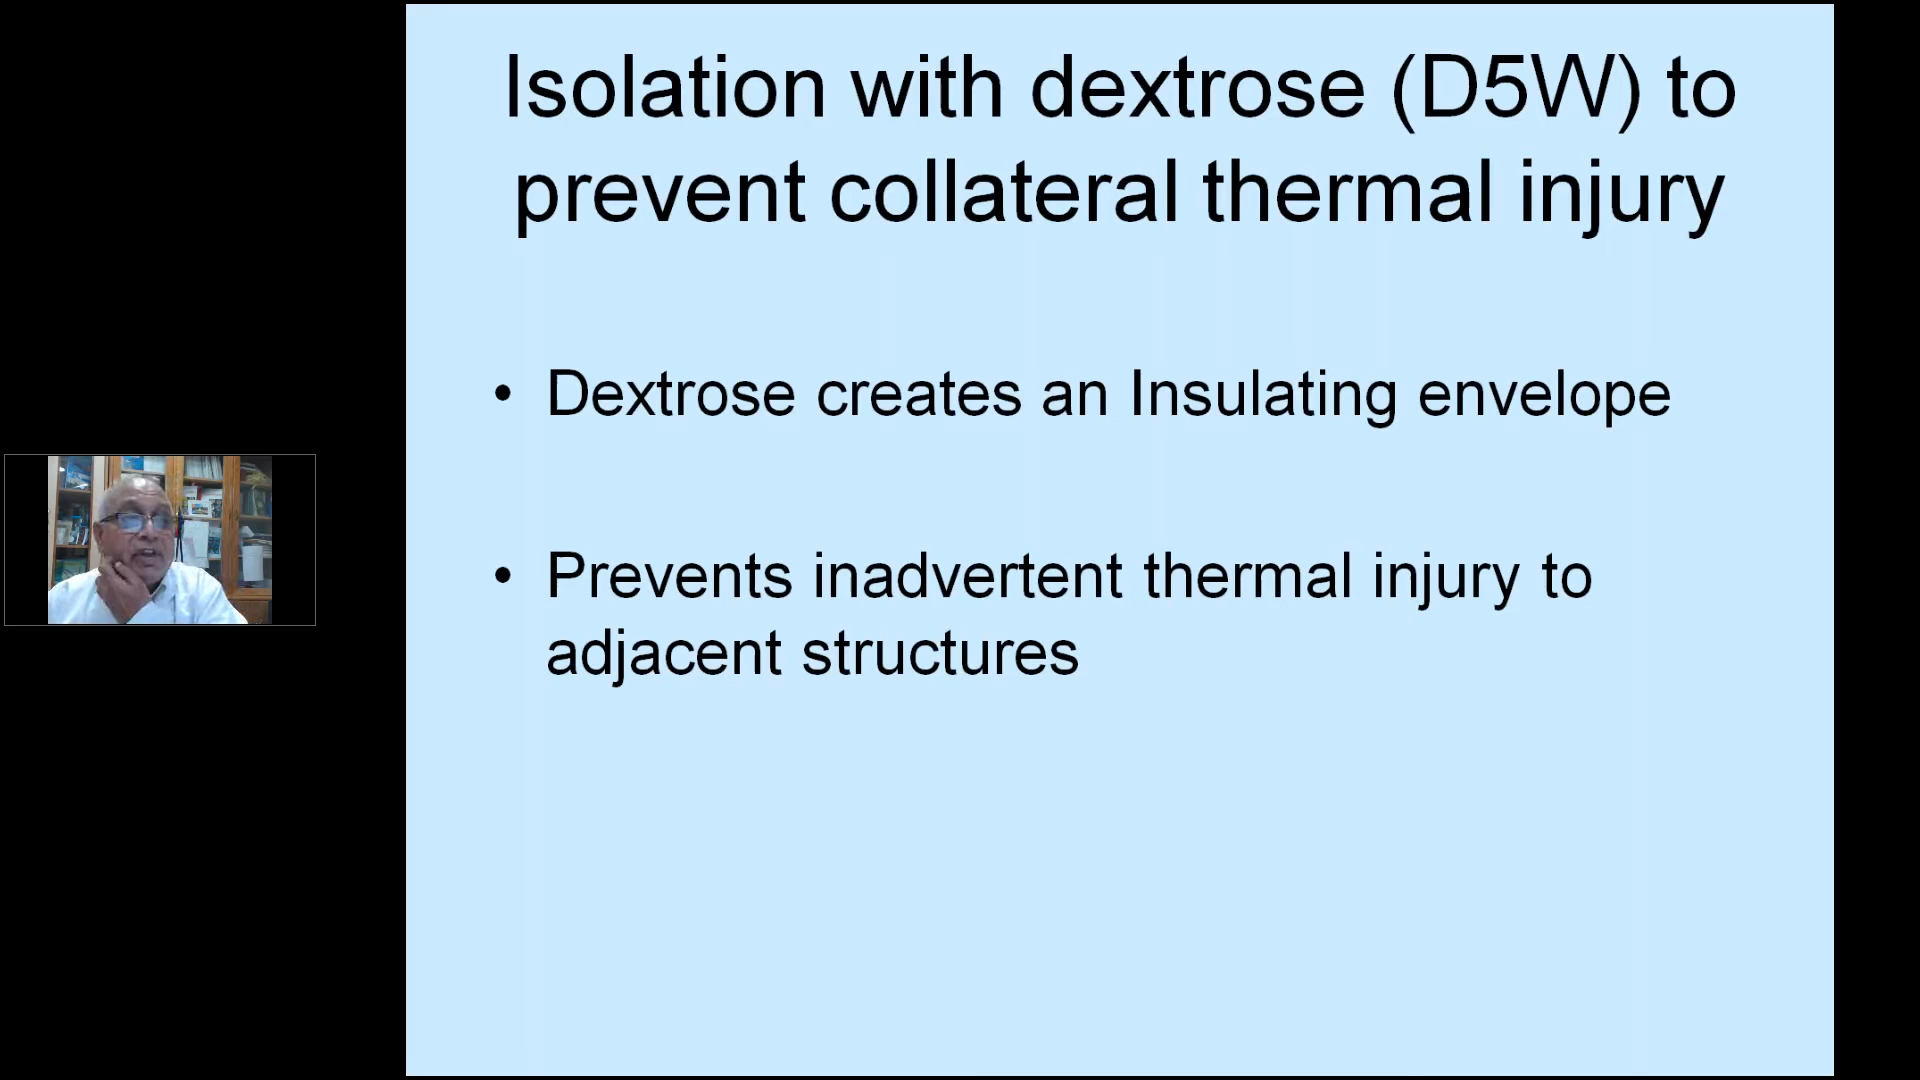 Isolation with dextrose (D5W) to
prevent collateral thermal injury
• Dextrose creates an Insulating envelope
• Prevents inadvertent thermal injury to
adjacent structures